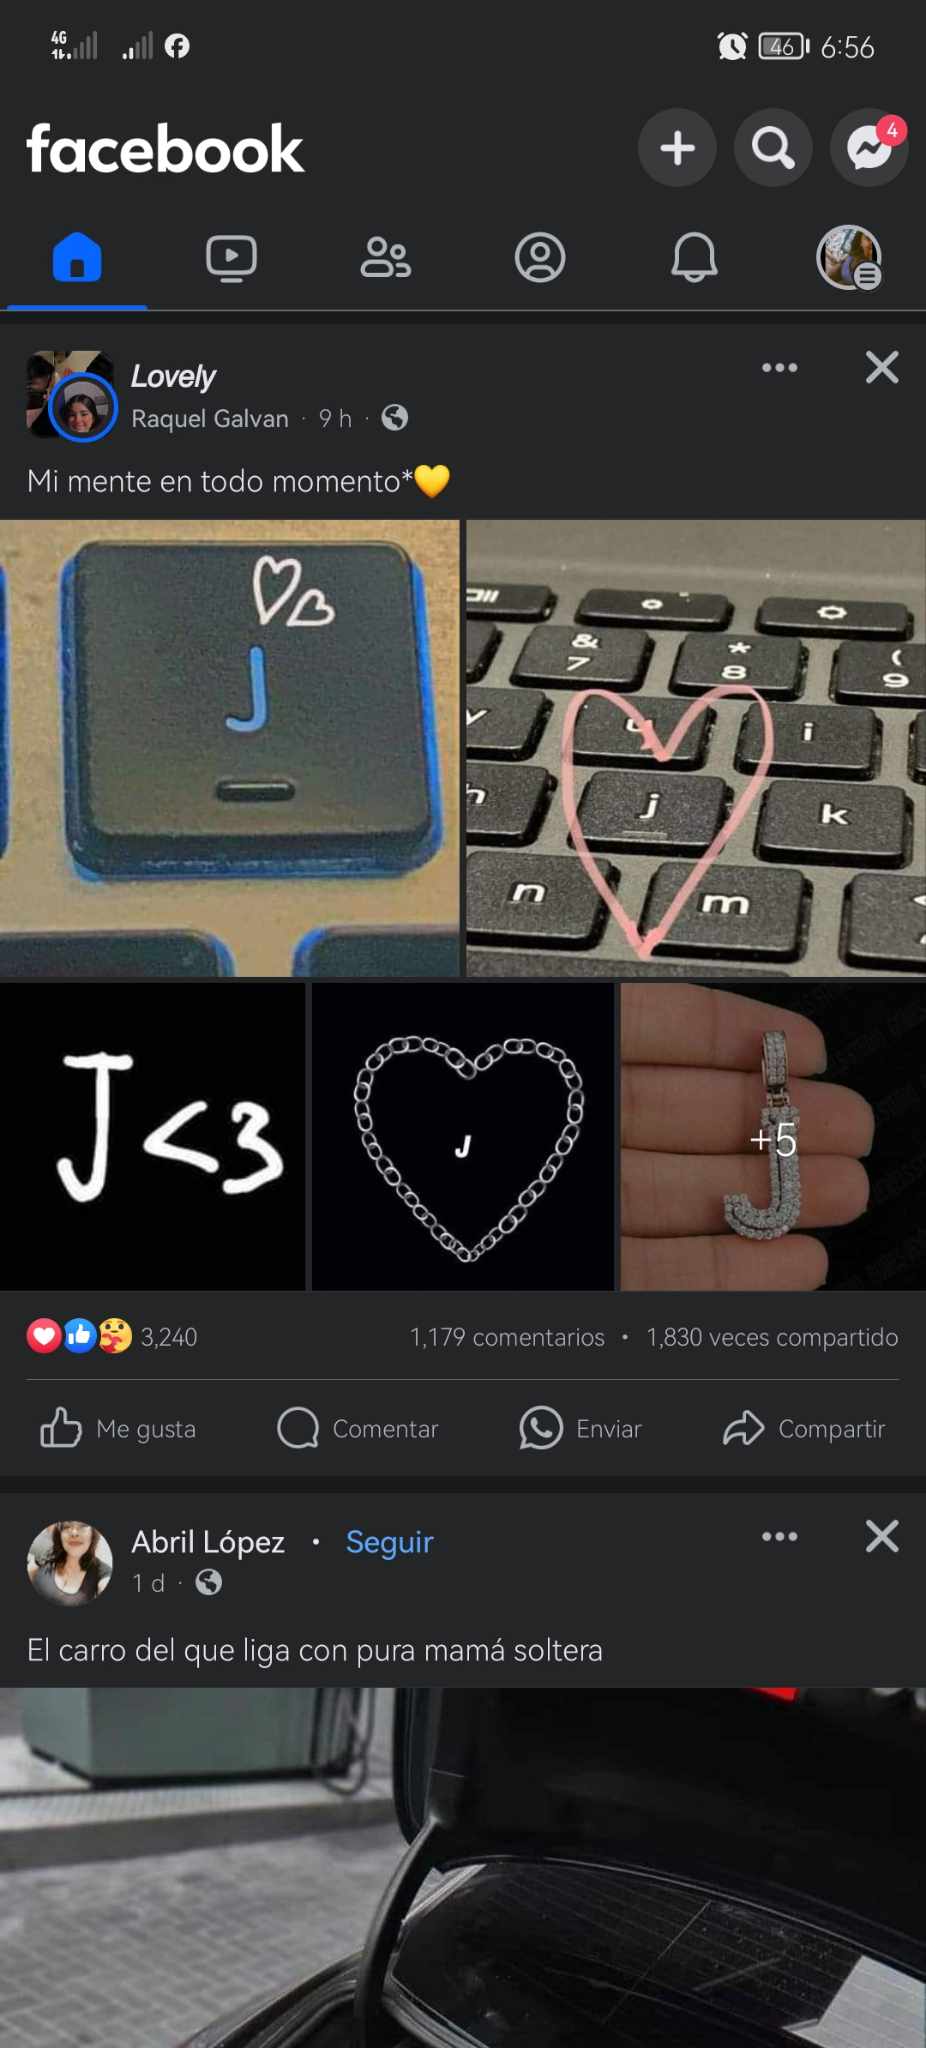 4G
46 6:56
facebook
4
Lovely
Raquel Galvan · 9 h ·
Mi mente en todo momento*💛
J
& 7
* 8
( 9
y u i
h j k
n m
J<3
J
+5
3,240 1,179 comentarios • 1,830 veces compartido
Me gusta Comentar Enviar Compartir
Abril López • Seguir
1 d ·
El carro del que liga con pura mamá soltera